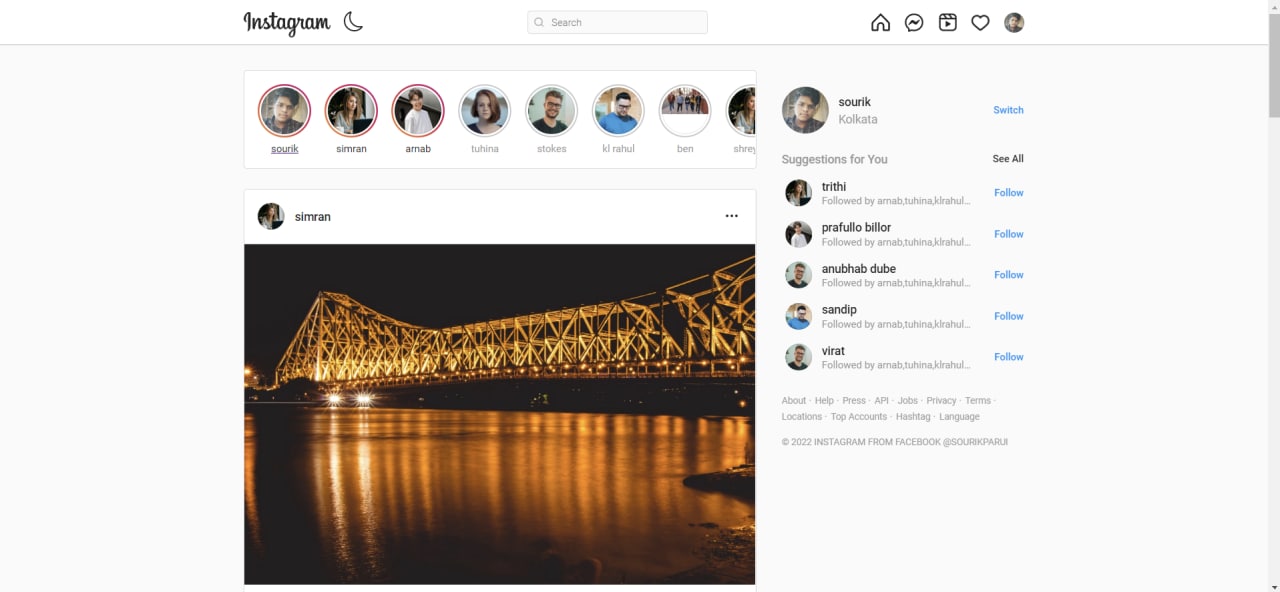 Instagram
Search
sourik
simran
arnab
tuhina
stokes
kl rahul
ben
shrey
simran
sourik
Kolkata
Switch
Suggestions for You
See All
trithi
Followed by arnab,tuhina,klrahul...
Follow
prafullo billor
Followed by arnab,tuhina,klrahul...
Follow
anubhab dube
Followed by arnab,tuhina,klrahul...
Follow
sandip
Followed by arnab,tuhina,klrahul...
Follow
virat
Followed by arnab,tuhina,klrahul...
Follow
About · Help · Press · API · Jobs · Privacy · Terms ·
Locations · Top Accounts · Hashtag · Language
© 2022 INSTAGRAM FROM FACEBOOK @SOURIKPARUI